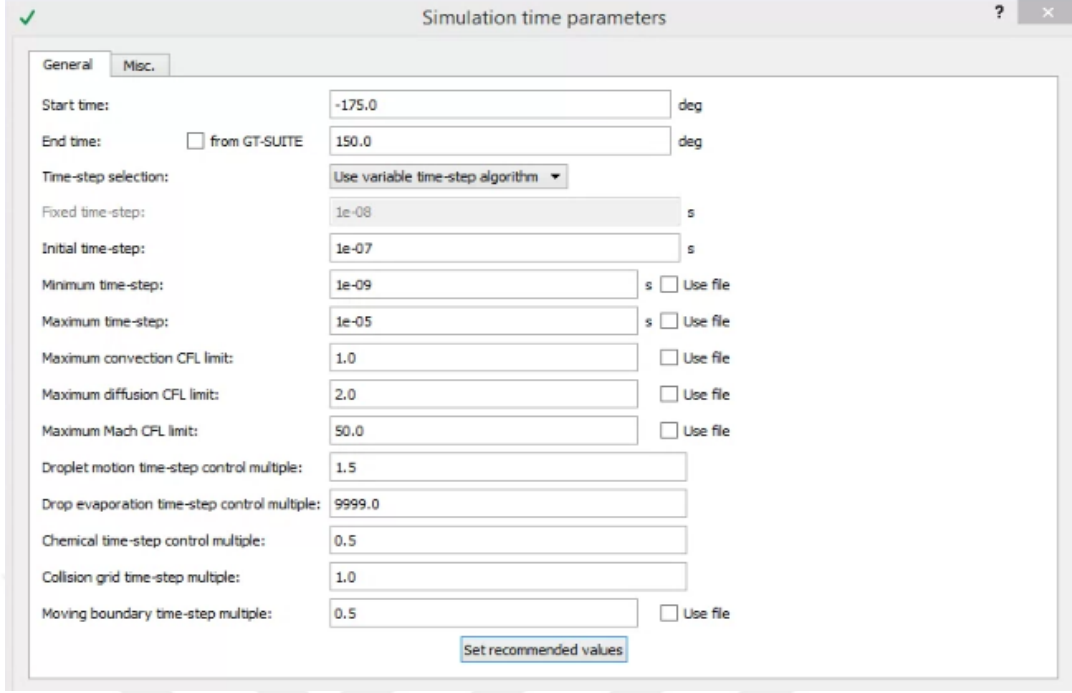 Simulation time parameters ?
General Misc.
Start time: -175.0 deg
End time: from GT-SUITE 150.0 deg
Time-step selection: Use variable time-step algorithm
Fixed time-step: 1e-08 s
Initial time-step: 1e-07 s
Minimum time-step: 1e-09 s Use file
Maximum time-step: 1e-05 s Use file
Maximum convection CFL limit: 1.0 Use file
Maximum diffusion CFL limit: 2.0 Use file
Maximum Mach CFL limit: 50.0 Use file
Droplet motion time-step control multiple: 1.5
Drop evaporation time-step control multiple: 9999.0
Chemical time-step control multiple: 0.5
Collision grid time-step multiple: 1.0
Moving boundary time-step multiple: 0.5 Use file
Set recommended values